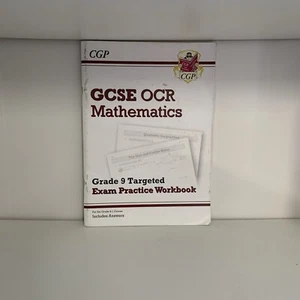 CGP
CGP
GCSE OCR
Mathematics
Grade 9 Targeted
Exam Practice Workbook
Includes Answers